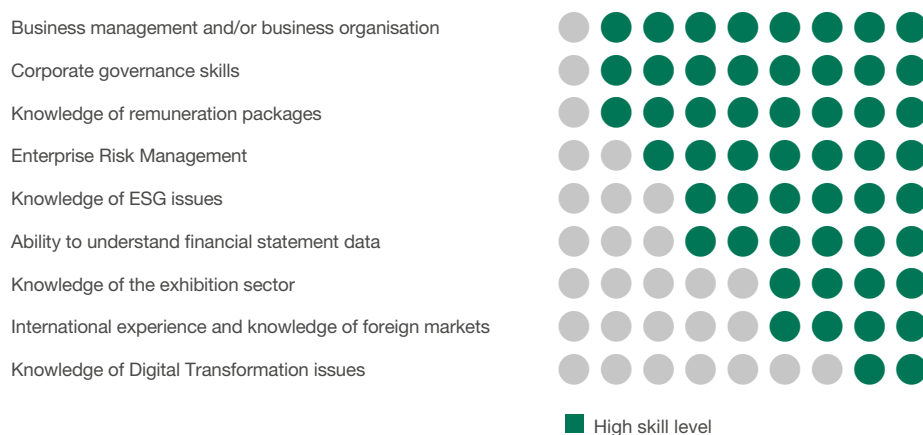 Business management and/or business organisation
Corporate governance skills
Knowledge of remuneration packages
Enterprise Risk Management
Knowledge of ESG issues
Ability to understand financial statement data
Knowledge of the exhibition sector
International experience and knowledge of foreign markets
Knowledge of Digital Transformation issues
High skill level